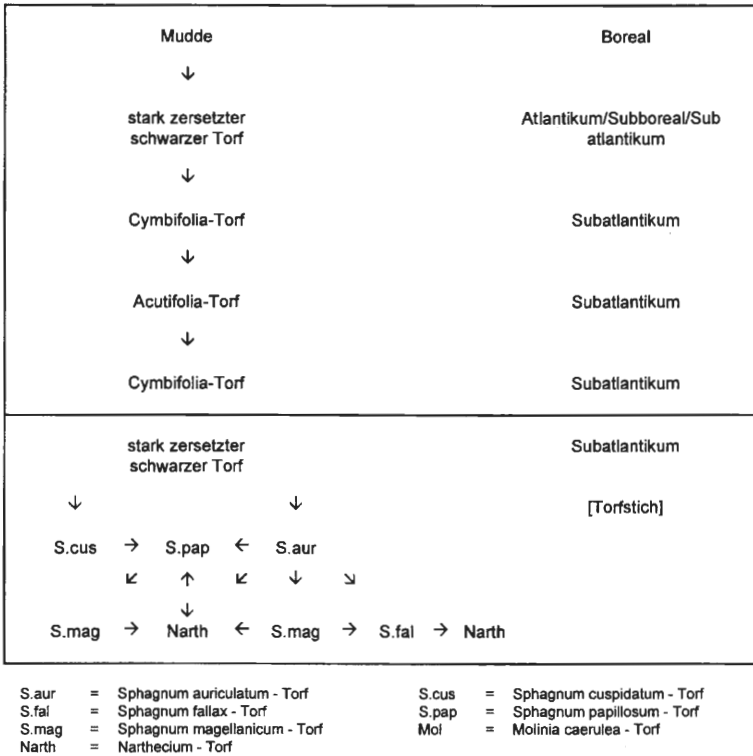 Mudde Boreal
↓
stark zersetzter Atlantikum/Subboreal/Sub
schwarzer Torf atlantikum
↓
Cymbifolia-Torf Subatlantikum
↓
Acutifolia-Torf Subatlantikum
↓
Cymbifolia-Torf Subatlantikum
stark zersetzter Subatlantikum
schwarzer Torf
↓ ↓ [Torfstich]
S.cus → S.pap ← S.aur
↙ ↑ ↙ ↓ ↘
↓
S.mag → Narth ← S.mag → S.fal → Narth
S.aur = Sphagnum auriculatum - Torf S.cus = Sphagnum cuspidatum - Torf
S.fal = Sphagnum fallax - Torf S.pap = Sphagnum papillosum - Torf
S.mag = Sphagnum magellanicum - Torf Mol = Molinia caerulea - Torf
Narth = Narthecium - Torf